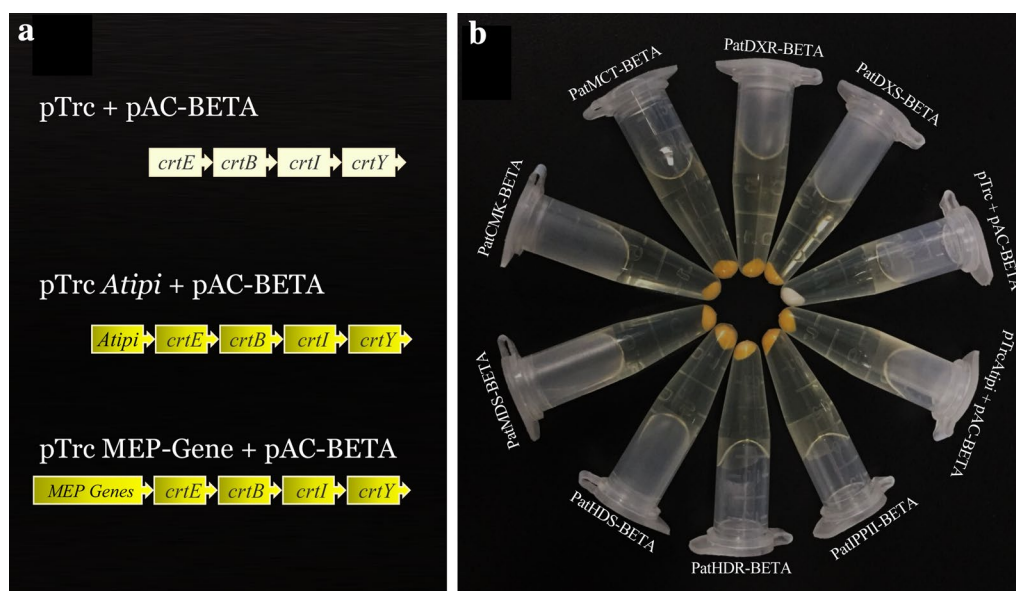 a
pTrc + pAC-BETA
crtE crtB crtI crtY
pTrc Atipi + pAC-BETA
Atipi crtE crtB crtI crtY
pTrc MEP-Gene + pAC-BETA
MEP Genes crtE crtB crtI crtY
b
PatDXR-BETA
PatMCT-BETA
PatDXS-BETA
PatCMK-BETA
pTrc + pAC-BETA
PatMDS-BETA
pTrcAtipi + pAC-BETA
PatHDS-BETA
PatIPPII-BETA
PatHDR-BETA